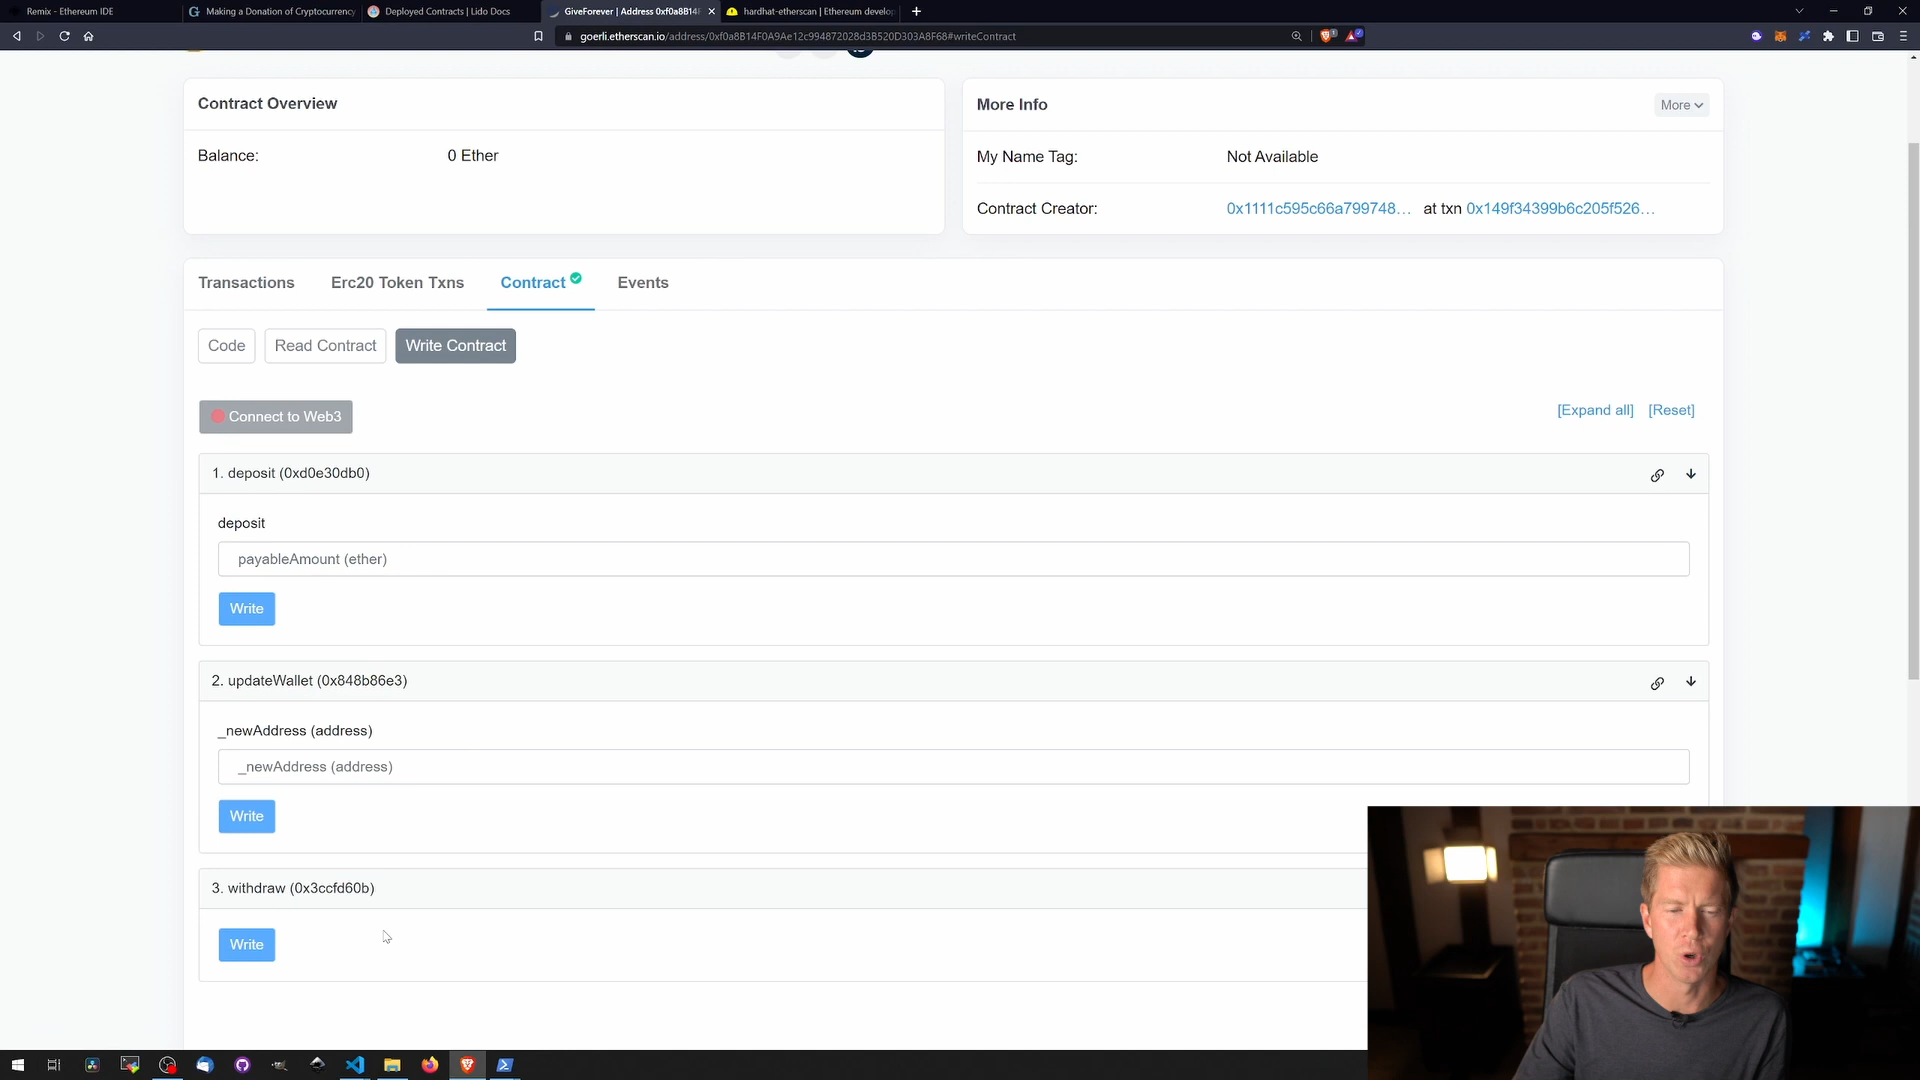 Remix - Ethereum IDE
Making a Donation of Cryptocurrency
Deployed Contracts | Lido Docs
GiveForever | Address 0xf0a8B14
hardhat-etherscan | Ethereum develop
goerli.etherscan.io/address/0xf0a8B14F0A9Ae12c994872028d3B520D303A8F68#writeContract
Contract Overview
Balance:
0 Ether
More Info
More
My Name Tag:
Not Available
Contract Creator:
0x1111c595c66a799748...
at txn 0x149f34399b6c205f526...
Transactions
Erc20 Token Txns
Contract
Events
Code
Read Contract
Write Contract
Connect to Web3
[Expand all]
[Reset]
1. deposit (0xd0e30db0)
deposit
payableAmount (ether)
Write
2. updateWallet (0x848b86e3)
_newAddress (address)
_newAddress (address)
Write
3. withdraw (0x3ccfd60b)
Write